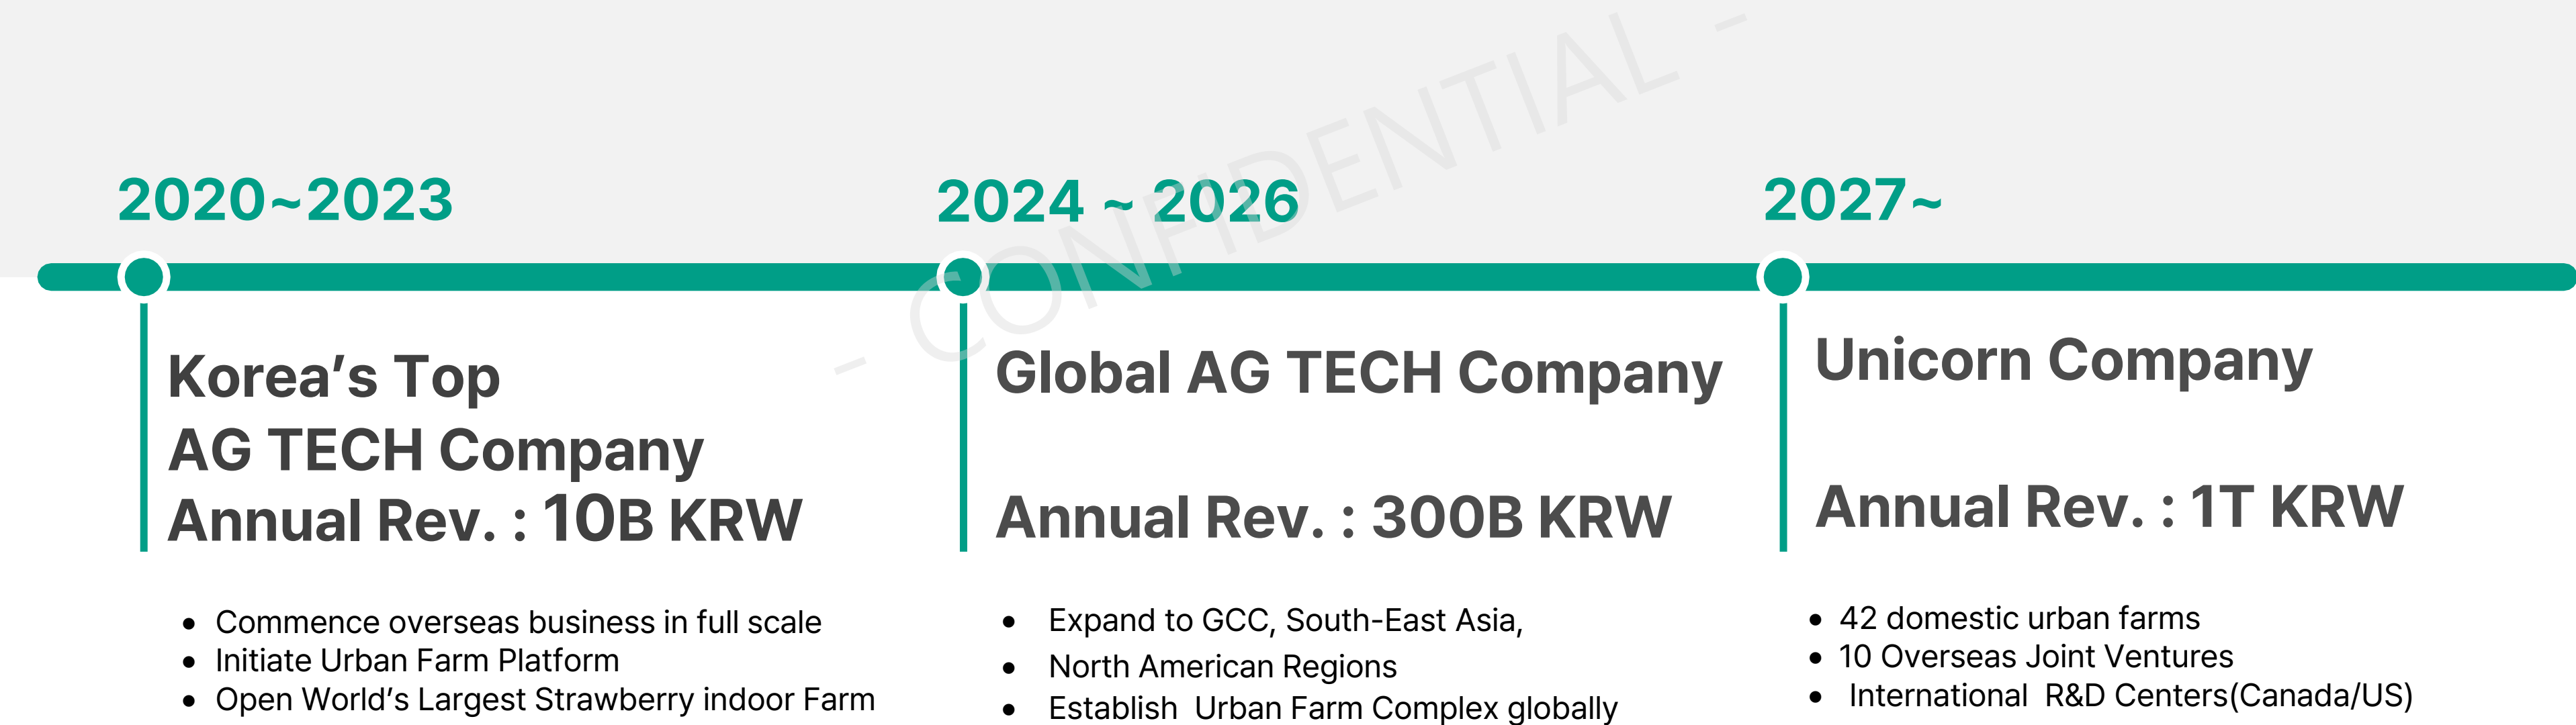 - CONFIDENTIAL -
2020~2023
Korea's Top
AG TECH Company
Annual Rev. : 10B KRW
• Commence overseas business in full scale
• Initiate Urban Farm Platform
• Open World's Largest Strawberry indoor Farm
2024 ~ 2026
Global AG TECH Company
Annual Rev. : 300B KRW
• Expand to GCC, South-East Asia,
• North American Regions
• Establish  Urban Farm Complex globally
2027~
Unicorn Company
Annual Rev. : 1T KRW
• 42 domestic urban farms
• 10 Overseas Joint Ventures
• International  R&D Centers(Canada/US)